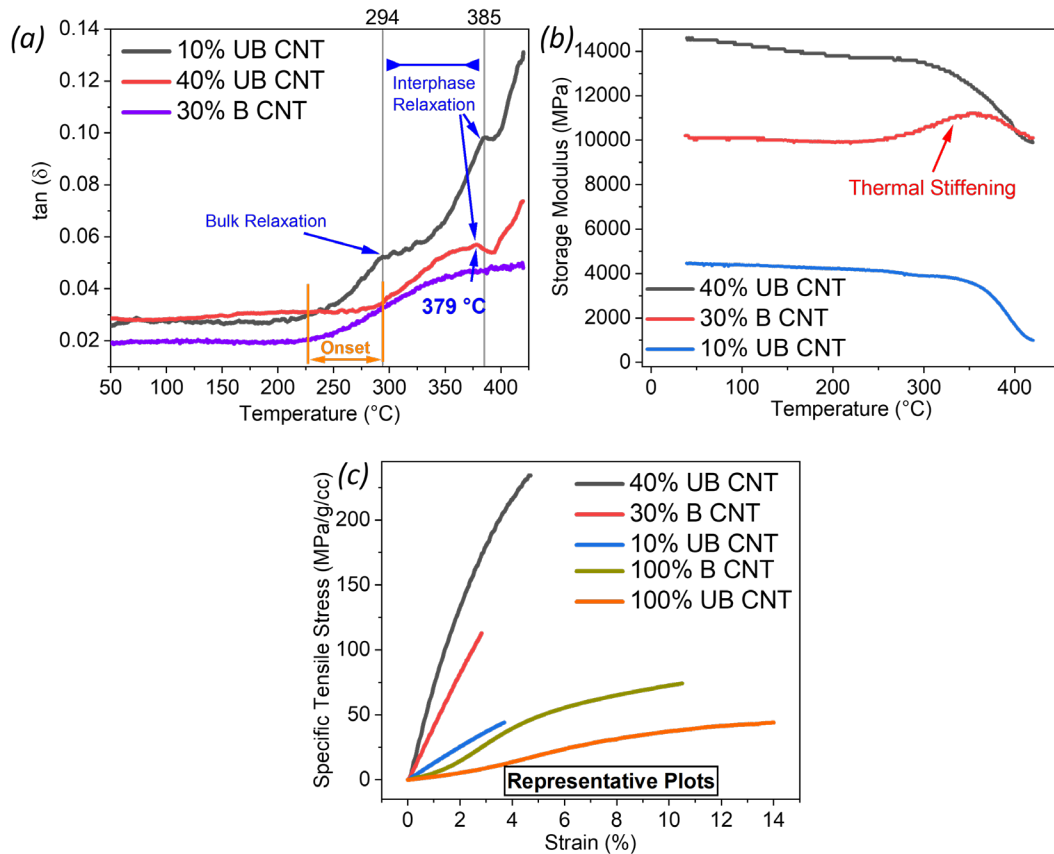 (a)
294
385
0.14
0.12
0.10
0.08
0.06
0.04
0.02
tan (δ)
10% UB CNT
40% UB CNT
30% B CNT
Interphase
Relaxation
Bulk Relaxation
379 °C
Onset
50 100 150 200 250 300 350 400
Temperature (°C)
(b)
14000
12000
10000
8000
6000
4000
2000
0
Storage Modulus (MPa)
Thermal Stiffening
40% UB CNT
30% B CNT
10% UB CNT
0 100 200 300 400
Temperature (°C)
(c)
200
150
100
50
0
Specific Tensile Stress (MPa/g/cc)
40% UB CNT
30% B CNT
10% UB CNT
100% B CNT
100% UB CNT
Representative Plots
0 2 4 6 8 10 12 14
Strain (%)